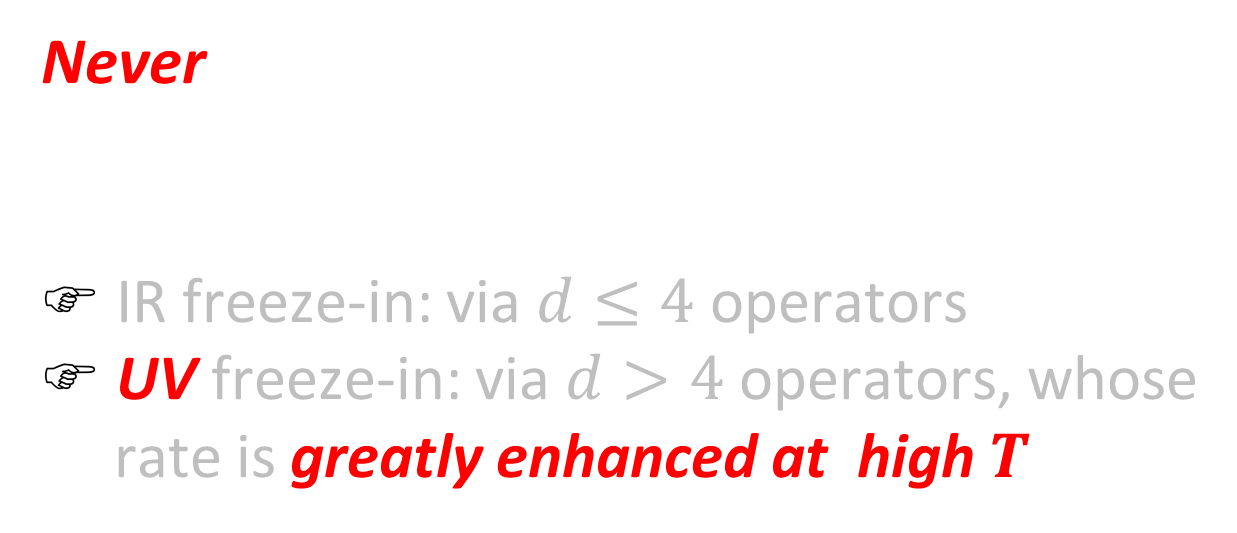 Never
☞ IR freeze-in: via 𝑑 ≤ 4 operators
☞ UV freeze-in: via 𝑑 > 4 operators, whose
rate is greatly enhanced at high 𝑻